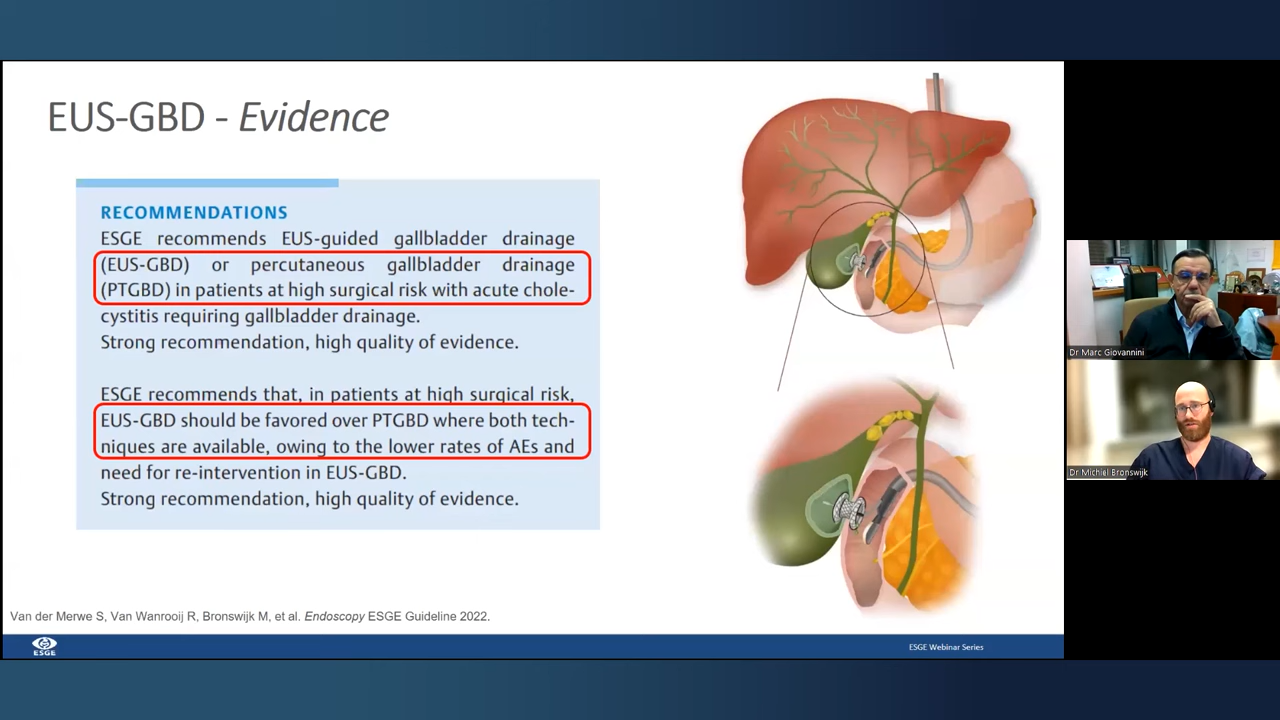 EUS-GBD - Evidence
RECOMMENDATIONS
ESGE recommends EUS-guided gallbladder drainage
(EUS-GBD) or percutaneous gallbladder drainage
(PTGBD) in patients at high surgical risk with acute chole-
cystitis requiring gallbladder drainage.
Strong recommendation, high quality of evidence.
ESGE recommends that, in patients at high surgical risk,
EUS-GBD should be favored over PTGBD where both tech-
niques are available, owing to the lower rates of AEs and
need for re-intervention in EUS-GBD.
Strong recommendation, high quality of evidence.
Van der Merwe S, Van Wanrooij R, Bronswijk M, et al. Endoscopy ESGE Guideline 2022.
ESGE
ESGE Webinar Series
Dr Marc Giovannini
Dr Michiel Bronswijk